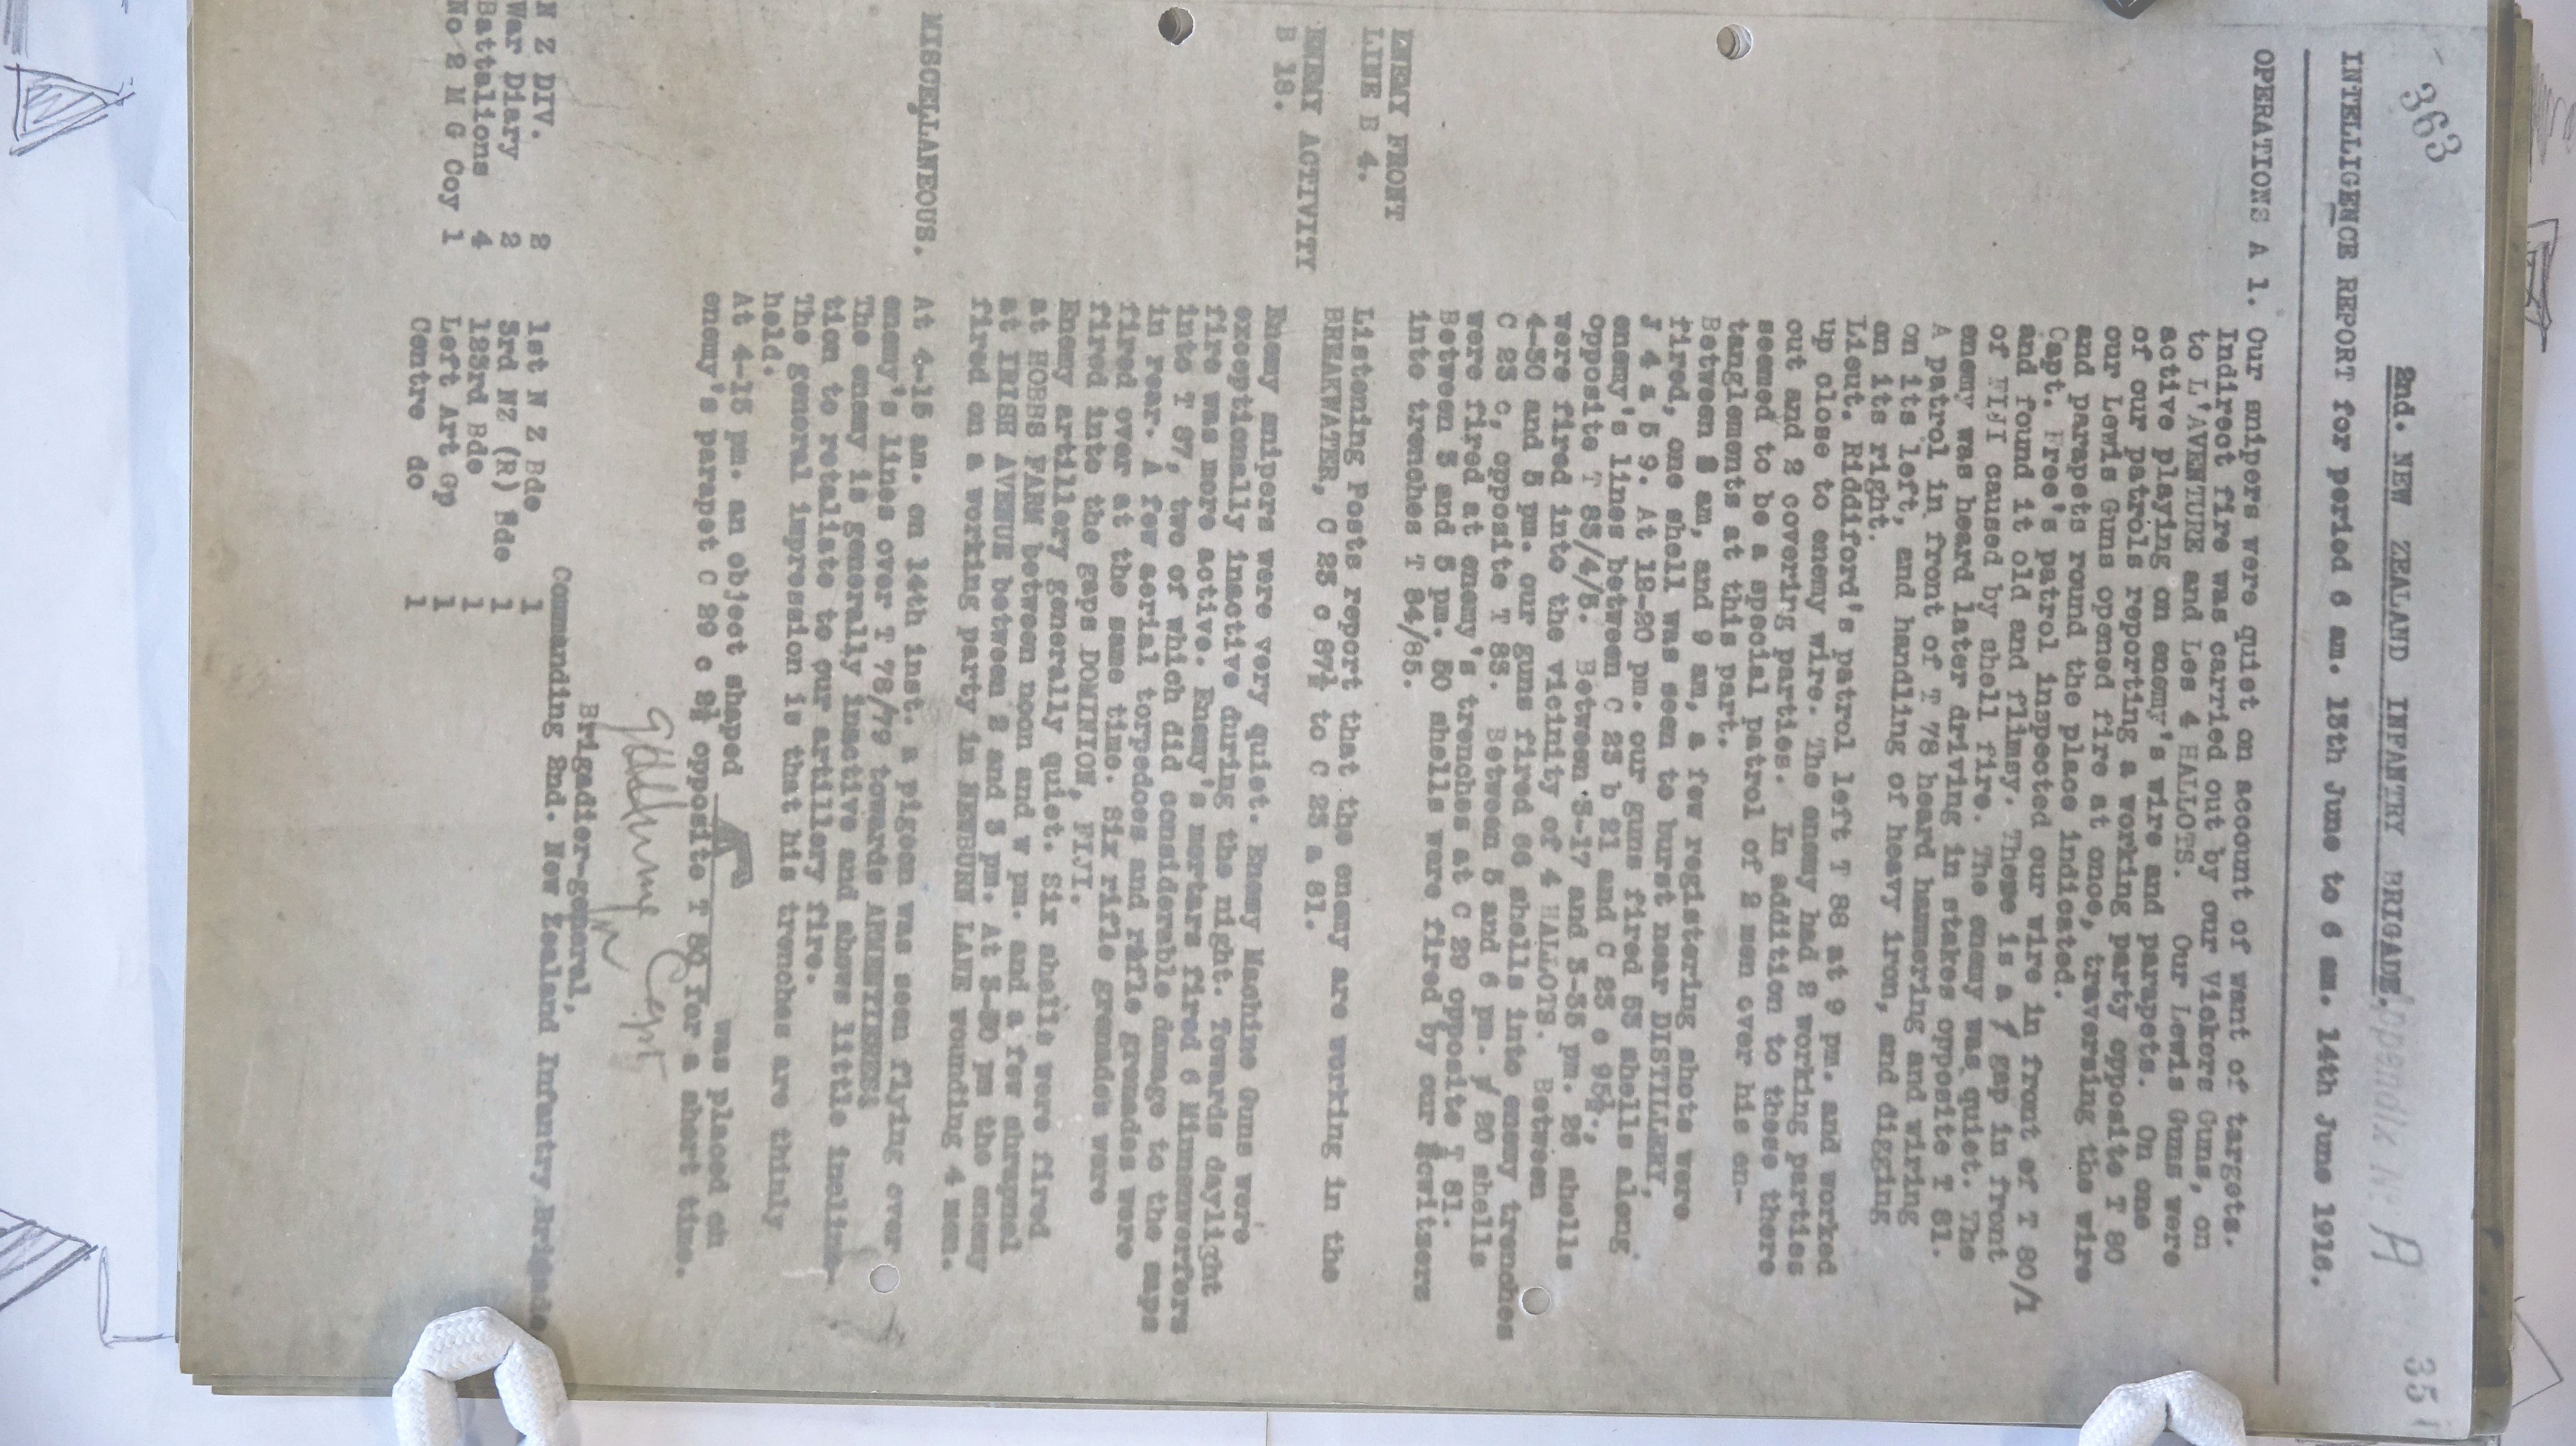 363
2nd. NEW ZEALAND INFANTRY BRIGADE. Appendix No A
35
INTELLIGENCE REPORT for period 6 am. 13th June to 6 am. 14th June 1916.
OPERATIONS A 1. Our snipers were quiet on account of want of targets.
Indirect fire was carried out by our Vickers Guns, on
to L'AVENTURE and Les 4 HALLOTS. Our Lewis Guns were
active playing on enemy's wire and parapets. On one
of our patrols reporting a working party opposite T 80
our Lewis Guns opened fire at once, traversing the wire
and parapets round the place indicated.
Capt. Free's patrol inspected our wire in front of T 80/1
and found it old and flimsy. There is a gap in front
of FIJI caused by shell fire. The enemy was quiet. The
enemy was heard later driving in stakes opposite T 81.
A patrol in front of T 78 heard hammering and wiring
on its left, and handling of heavy iron, and digging
on its right.
Lieut. Riddiford's patrol left T 88 at 9 pm. and worked
up close to enemy wire. The enemy had 2 working parties
out and 2 covering parties. In addition to these there
seemed to be a special patrol of 2 men over his en-
tanglements at this part.
Between 8 am, and 9 am, a few registering shots were
fired, one shell was seen to burst near DISTILLERY,
J 4 a 5 9. At 12-20 pm. our guns fired 53 shells along
enemy's lines between C 23 b 21 and C 23 c 95½,
opposite T 83/4/5. Between 3-17 and 3-35 pm. 26 shells
were fired into the vicinity of 4 HALLOTS. Between
4-30 and 5 pm. our guns fired 66 shells into enemy trenches
C 23 c, opposite T 83. Between 5 and 6 pm. 20 shells
were fired at enemy's trenches at C 29 opposite T 81.
Between 3 and 5 pm. 50 shells were fired by our Howitzers
into trenches T 84/85.
ENEMY FRONT
LINE B 4.
Listening Posts report that the enemy are working in the
BREAKWATER, C 23 c 87½ to C 23 a 81.
ENEMY ACTIVITY
B 18.
Enemy snipers were very quiet. Enemy Machine Guns were
exceptionally inactive during the night. Towards daylight
fire was more active. Enemy's mortars fired 6 Minnenwerfers
into T 87, two of which did considerable damage to the saps
in rear. A few aerial torpedoes and rifle grenades were
fired over at the same time. Six rifle grenades were
fired into the gaps DOMINION, FIJI.
Enemy artillery generally quiet. Six shells were fired
at HOBBS FARM between noon and w pm. and a few shrapnel
at IRISH AVENUE between 2 and 3 pm. At 3-30 pm the enemy
fired on a working party in HEPBURN LANE wounding 4 men.
MISCELLANEOUS.
At 4-15 am. on 14th inst. a pigeon was seen flying over
enemy's lines over T 78/79 towards ARMENTIERES;
The enemy is generally inactive and shows little inclina-
tion to retaliate to our artillery fire.
The general impression is that his trenches are thinly
held.
At 4-15 pm. an object shaped was placed on
enemy's parapet C 29 c 2½ opposite T 80 for a short time.
Capt
Brigadier-general,
Commanding 2nd. New Zealand Infantry Brigade
N Z DIV. 2 1st N Z Bde 1
War Diary 2 3rd NZ (R) Bde 1
Battalions 4 123rd Bde 1
No 2 M G Coy 1 Left Art Gp 1
Centre do 1